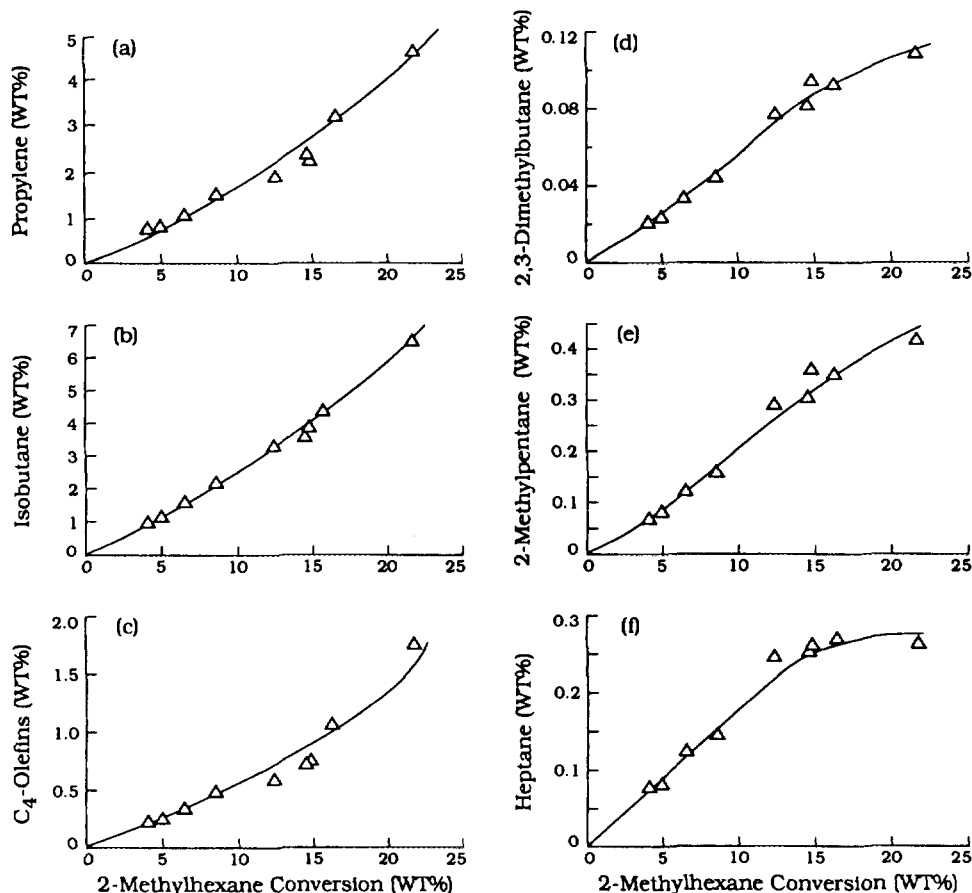 (a)
Propylene (WT%)
5
4
3
2
1
0
0 5 10 15 20 25
(b)
Isobutane (WT%)
7
6
5
4
3
2
1
0
0 5 10 15 20 25
(c)
C₄-Olefins (WT%)
2.0
1.5
1.0
0.5
0
0 5 10 15 20 25
2-Methylhexane Conversion (WT%)
(d)
2,3-Dimethylbutane (WT%)
0.12
0.08
0.04
0
0 5 10 15 20 25
(e)
2-Methylpentane (WT%)
0.4
0.3
0.2
0.1
0
0 5 10 15 20 25
(f)
Heptane (WT%)
0.3
0.2
0.1
0
0 5 10 15 20 25
2-Methylhexane Conversion (WT%)